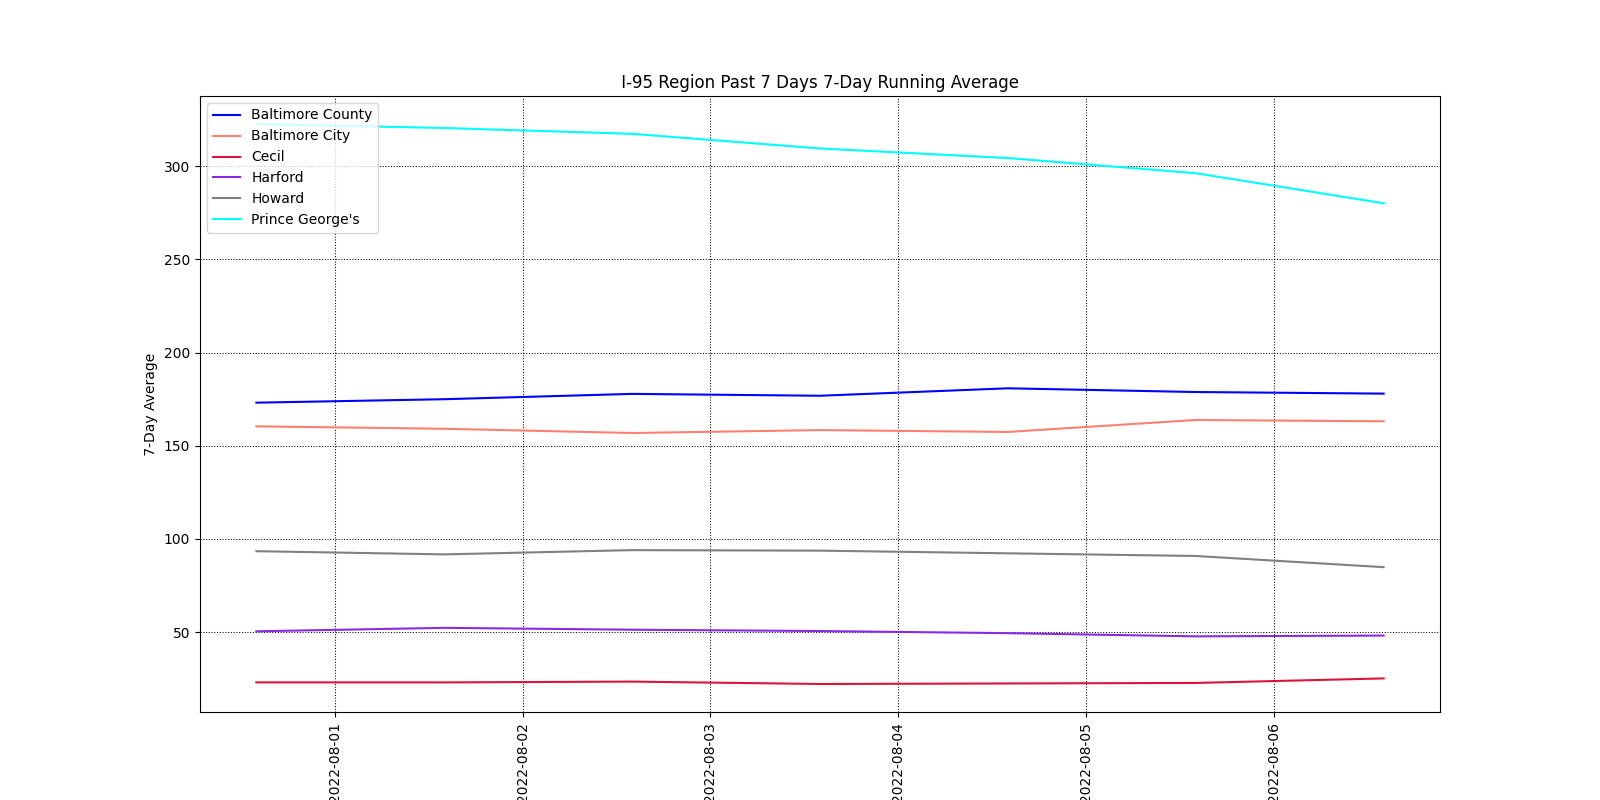 I-95 Region Past 7 Days 7-Day Running Average
Baltimore County
Baltimore City
Cecil
Harford
Howard
Prince George's
300
250
200
150
100
50
7-Day Average
2022-08-01
2022-08-02
2022-08-03
2022-08-04
2022-08-05
2022-08-06